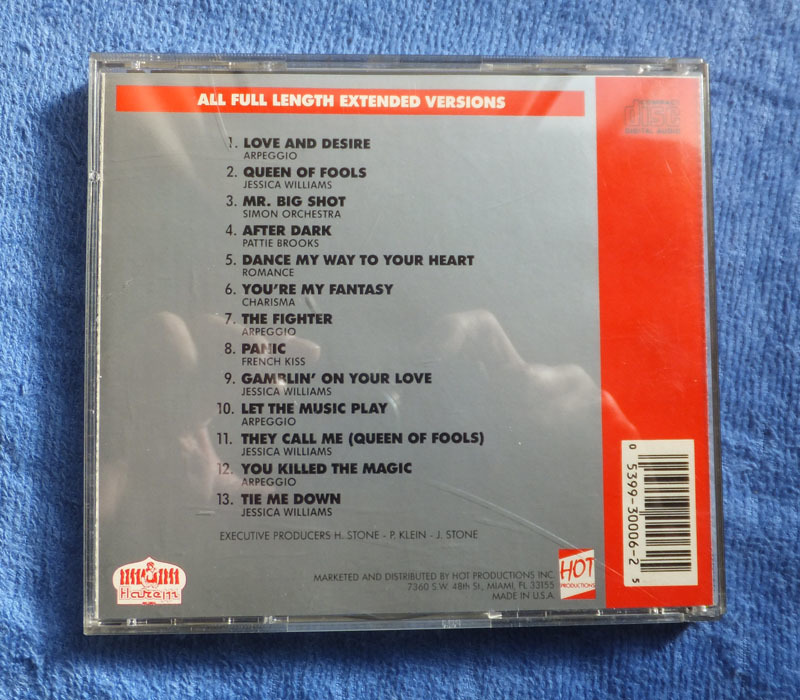 ALL FULL LENGTH EXTENDED VERSIONS
COMPACT
disc
DIGITAL AUDIO
1. LOVE AND DESIRE
ARPEGGIO
2. QUEEN OF FOOLS
JESSICA WILLIAMS
3. MR. BIG SHOT
SIMON ORCHESTRA
4. AFTER DARK
PATTIE BROOKS
5. DANCE MY WAY TO YOUR HEART
ROMANCE
6. YOU'RE MY FANTASY
CHARISMA
7. THE FIGHTER
ARPEGGIO
8. PANIC
FRENCH KISS
9. GAMBLIN' ON YOUR LOVE
JESSICA WILLIAMS
10. LET THE MUSIC PLAY
ARPEGGIO
11. THEY CALL ME (QUEEN OF FOOLS)
JESSICA WILLIAMS
12. YOU KILLED THE MAGIC
ARPEGGIO
13. TIE ME DOWN
JESSICA WILLIAMS
EXECUTIVE PRODUCERS H. STONE - P. KLEIN - J. STONE
Harem
MARKETED AND DISTRIBUTED BY HOT PRODUCTIONS INC.
7360 S.W. 48th St., MIAMI, FL 33155
MADE IN U.S.A.
HOT
PRODUCTIONS
0 5399-30006-2 5